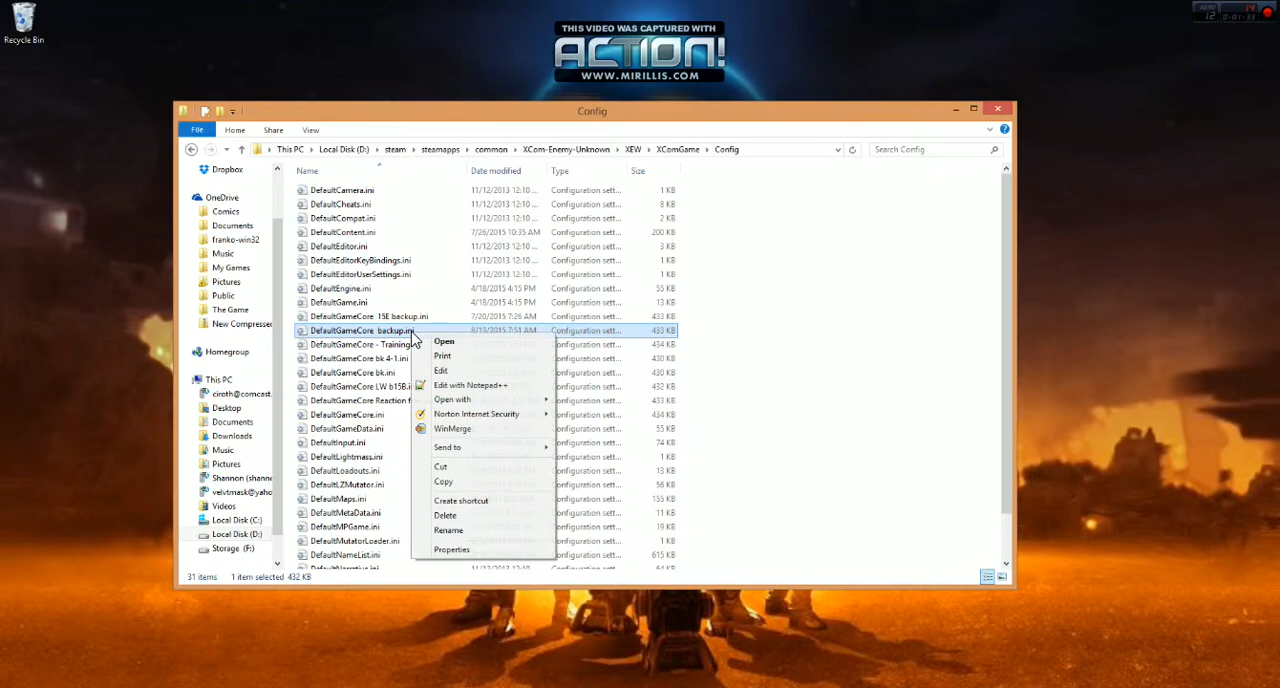 Recycle Bin
THIS VIDEO WAS CAPTURED WITH
ACTION!
WWW.MIRILLIS.COM
14
12 0:01:33
Config
File Home Share View
This PC Local Disk (D:) steam steamapps common XCom-Enemy-Unknown XEW XComGame Config
Search Config
Dropbox
OneDrive
Comics
Documents
franko-win32
Music
My Games
Pictures
Public
The Game
New Compressed
Homegroup
This PC
ciroth@comcast.
Desktop
Documents
Downloads
Music
Pictures
Shannon (shanne
velvtmask@yaho
Videos
Local Disk (C:)
Local Disk (D:)
Storage (F:)
Name Date modified Type Size
DefaultCamera.ini 11/12/2013 12:10 ... Configuration sett... 1 KB
DefaultCheats.ini 11/12/2013 12:10 ... Configuration sett... 8 KB
DefaultCompat.ini 11/12/2013 12:10 ... Configuration sett... 2 KB
DefaultContent.ini 7/26/2015 10:35 AM Configuration sett... 200 KB
DefaultEditor.ini 11/12/2013 12:10 ... Configuration sett... 3 KB
DefaultEditorKeyBindings.ini 11/12/2013 12:10 ... Configuration sett... 1 KB
DefaultEditorUserSettings.ini 11/12/2013 12:10 ... Configuration sett... 1 KB
DefaultEngine.ini 4/18/2015 4:15 PM Configuration sett... 55 KB
DefaultGame.ini 4/18/2015 4:15 PM Configuration sett... 13 KB
DefaultGameCore 15E backup.ini 7/20/2015 7:26 AM Configuration sett... 433 KB
DefaultGameCore backup.ini 8/13/2015 7:51 AM Configuration sett... 433 KB
DefaultGameCore - Training PM Configuration sett... 434 KB
DefaultGameCore bk 4-1.ini Configuration sett... 430 KB
DefaultGameCore bk.ini Configuration sett... 430 KB
DefaultGameCore LW b15B.i Configuration sett... 432 KB
DefaultGameCore Reaction f Configuration sett... 433 KB
DefaultGameCore.ini Configuration sett... 434 KB
DefaultGameData.ini Configuration sett... 55 KB
DefaultInput.ini Configuration sett... 74 KB
DefaultLightmass.ini Configuration sett... 1 KB
DefaultLoadouts.ini Configuration sett... 13 KB
DefaultLZMutator.ini Configuration sett... 56 KB
DefaultMaps.ini Configuration sett... 155 KB
DefaultMetaData.ini Configuration sett... 11 KB
DefaultMPGame.ini Configuration sett... 19 KB
DefaultMutatorLoader.ini Configuration sett... 1 KB
DefaultNameList.ini Configuration sett... 615 KB
DefaultNarrative.ini Configuration sett... 64 KB
Open
Print
Edit
Edit with Notepad++
Open with
Norton Internet Security
WinMerge
Send to
Cut
Copy
Create shortcut
Delete
Rename
Properties
31 items 1 item selected 432 KB